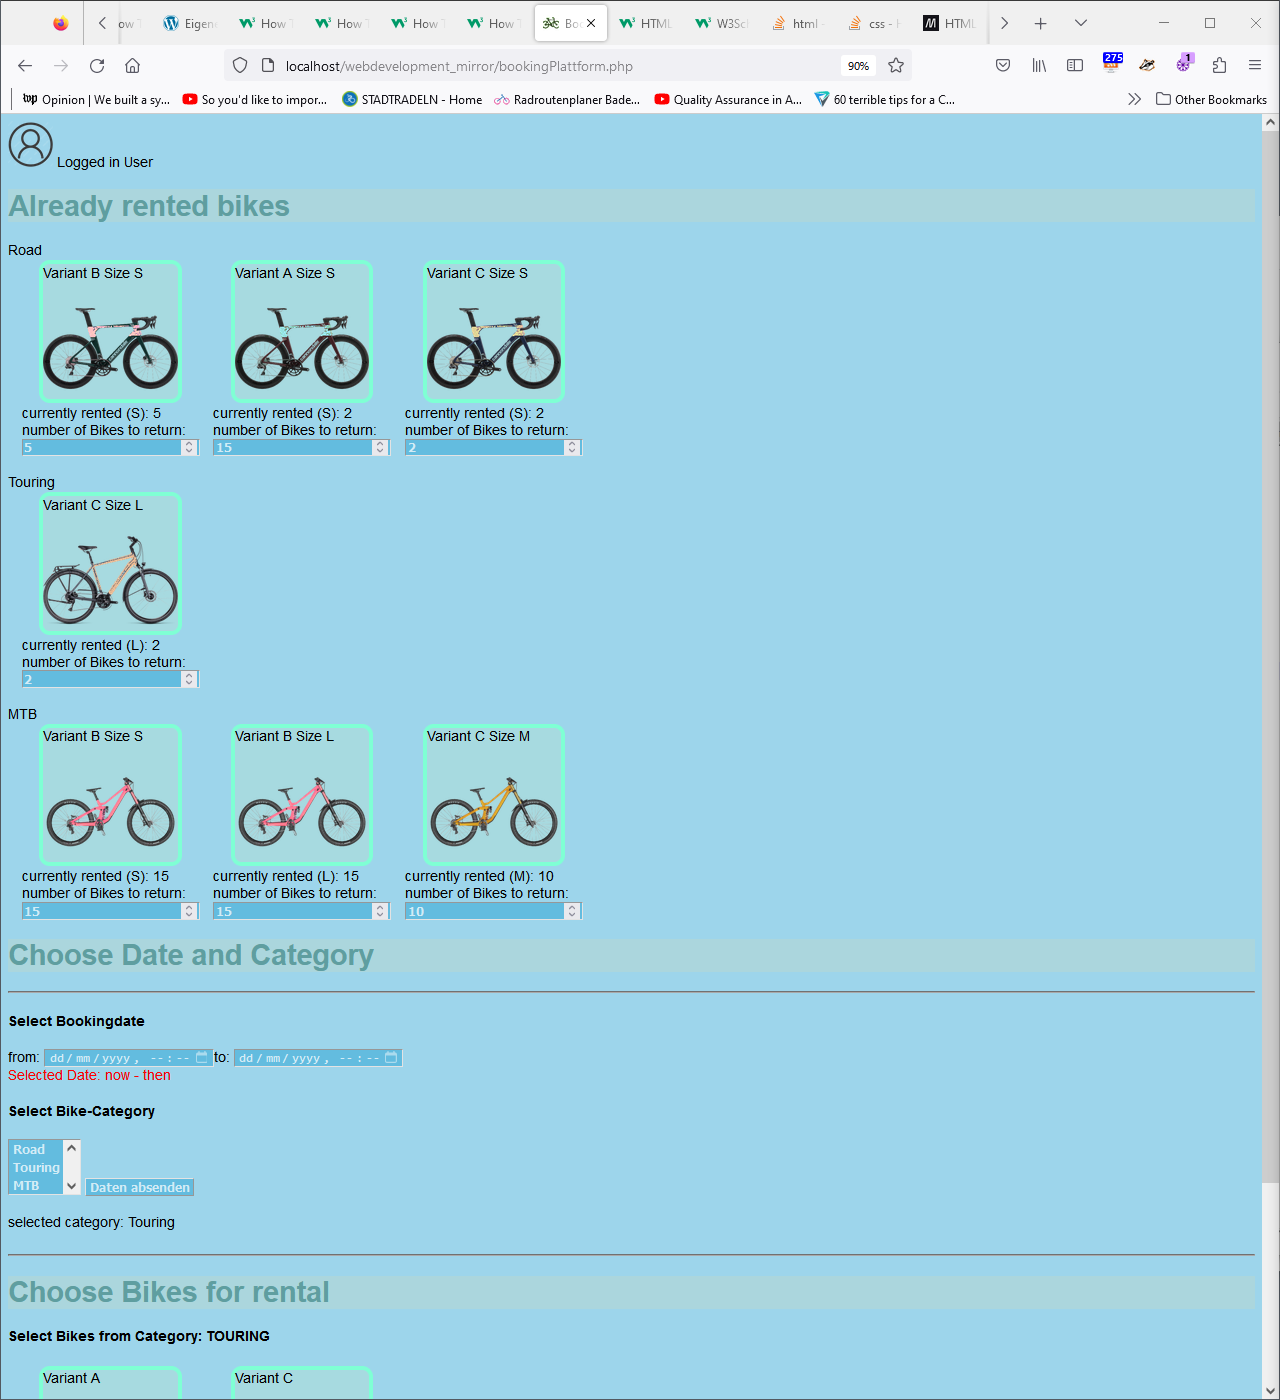 ow T
Eigene
How T
How T
How T
How T
Boo
HTML
W3Sch
html -
css - H
HTML
localhost/webdevelopment_mirror/bookingPlattform.php
90%
275
1
wp Opinion | We built a sy...
So you'd like to impor...
STADTRADELN - Home
Radroutenplaner Bade...
Quality Assurance in A...
60 terrible tips for a C...
Other Bookmarks
Logged in User
Already rented bikes
Road
Variant B Size S
Variant A Size S
Variant C Size S
currently rented (S): 5
currently rented (S): 2
currently rented (S): 2
number of Bikes to return:
number of Bikes to return:
number of Bikes to return:
5
15
2
Touring
Variant C Size L
currently rented (L): 2
number of Bikes to return:
2
MTB
Variant B Size S
Variant B Size L
Variant C Size M
currently rented (S): 15
currently rented (L): 15
currently rented (M): 10
number of Bikes to return:
number of Bikes to return:
number of Bikes to return:
15
15
10
Choose Date and Category
Select Bookingdate
from: dd/mm/yyyy, --:-- to: dd/mm/yyyy, --:--
Selected Date: now - then
Select Bike-Category
Road
Touring
MTB
Daten absenden
selected category: Touring
Choose Bikes for rental
Select Bikes from Category: TOURING
Variant A
Variant C